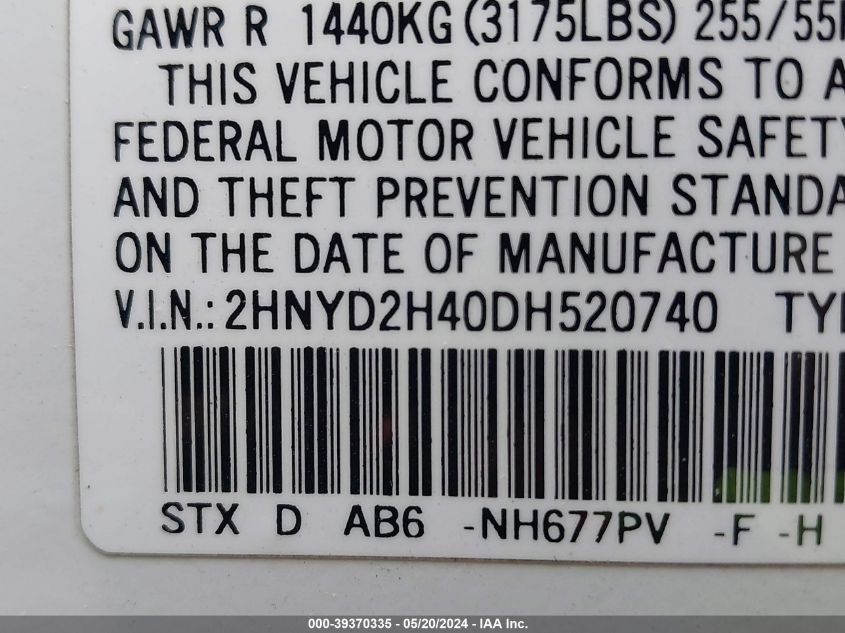 GAWR R 1440KG (3175LBS) 255/55
THIS VEHICLE CONFORMS TO A
FEDERAL MOTOR VEHICLE SAFETY
AND THEFT PREVENTION STANDA
ON THE DATE OF MANUFACTURE
V.I.N.: 2HNYD2H40DH520740 TYP
STX D AB6 -NH677PV -F -H
000-39370335 - 05/20/2024 - IAA Inc.